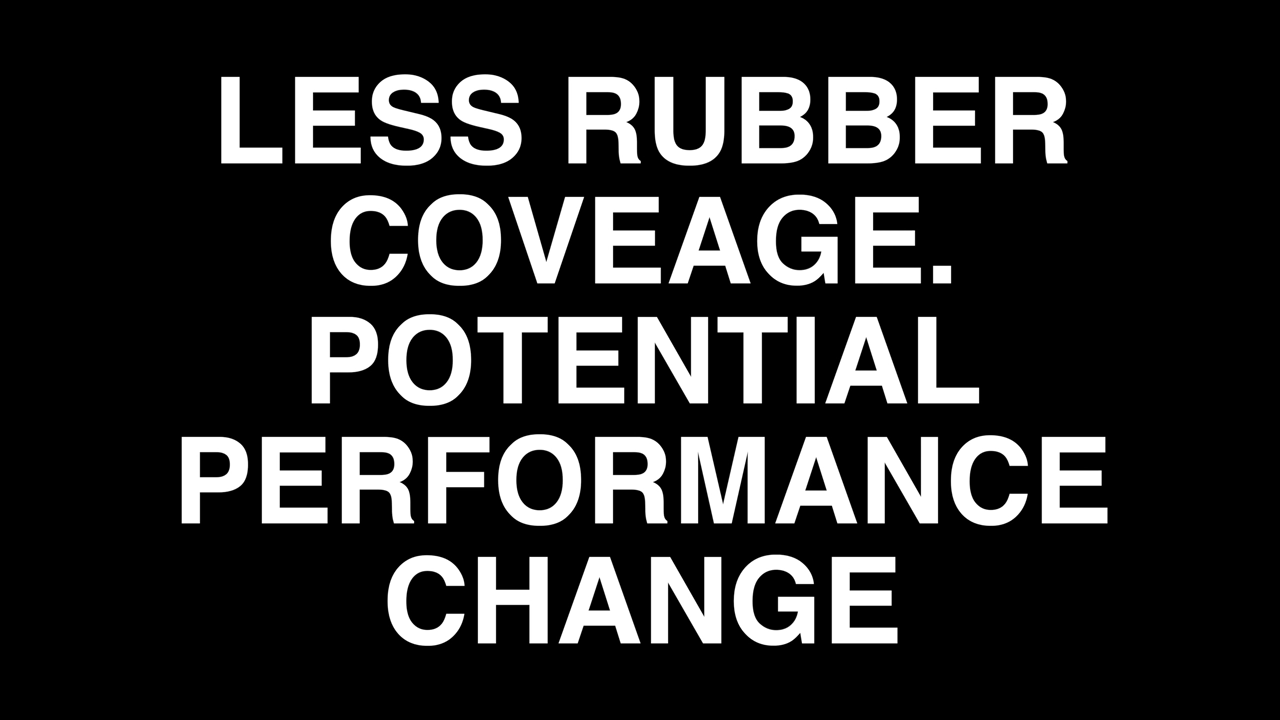 LESS RUBBER
COVEAGE.
POTENTIAL
PERFORMANCE
CHANGE